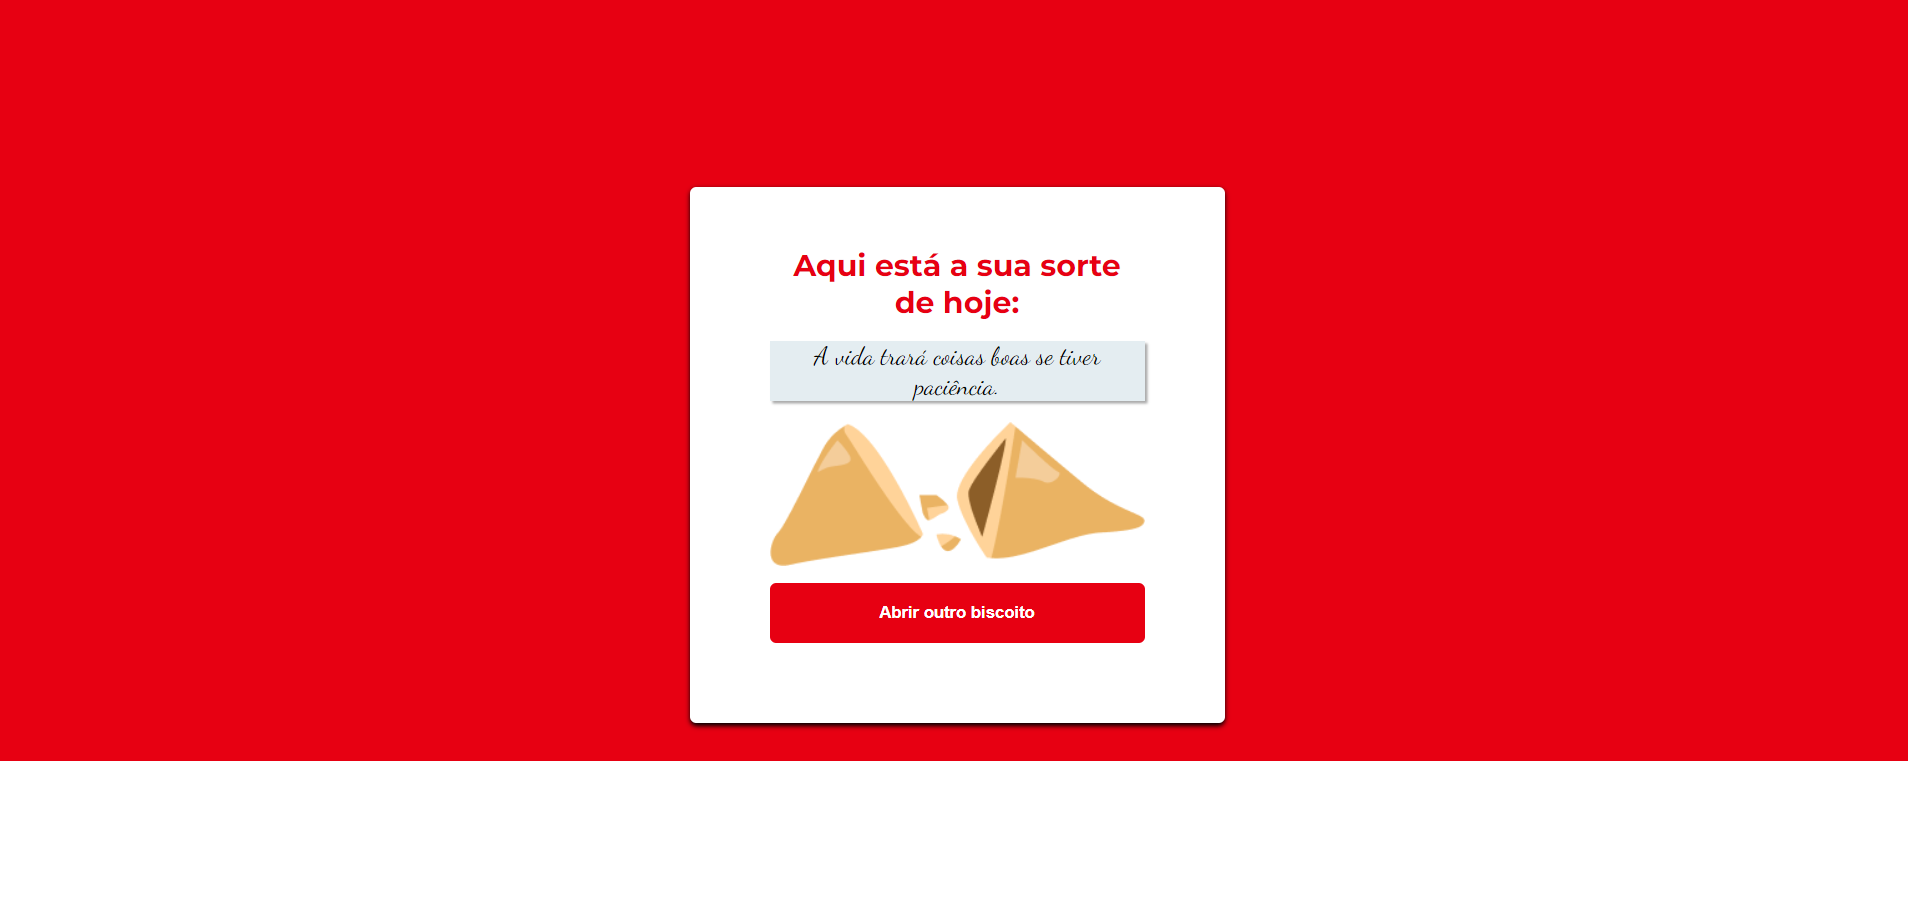 Aqui está a sua sorte
de hoje:
A vida trará coisas boas se tiver
paciência.
Abrir outro biscoito